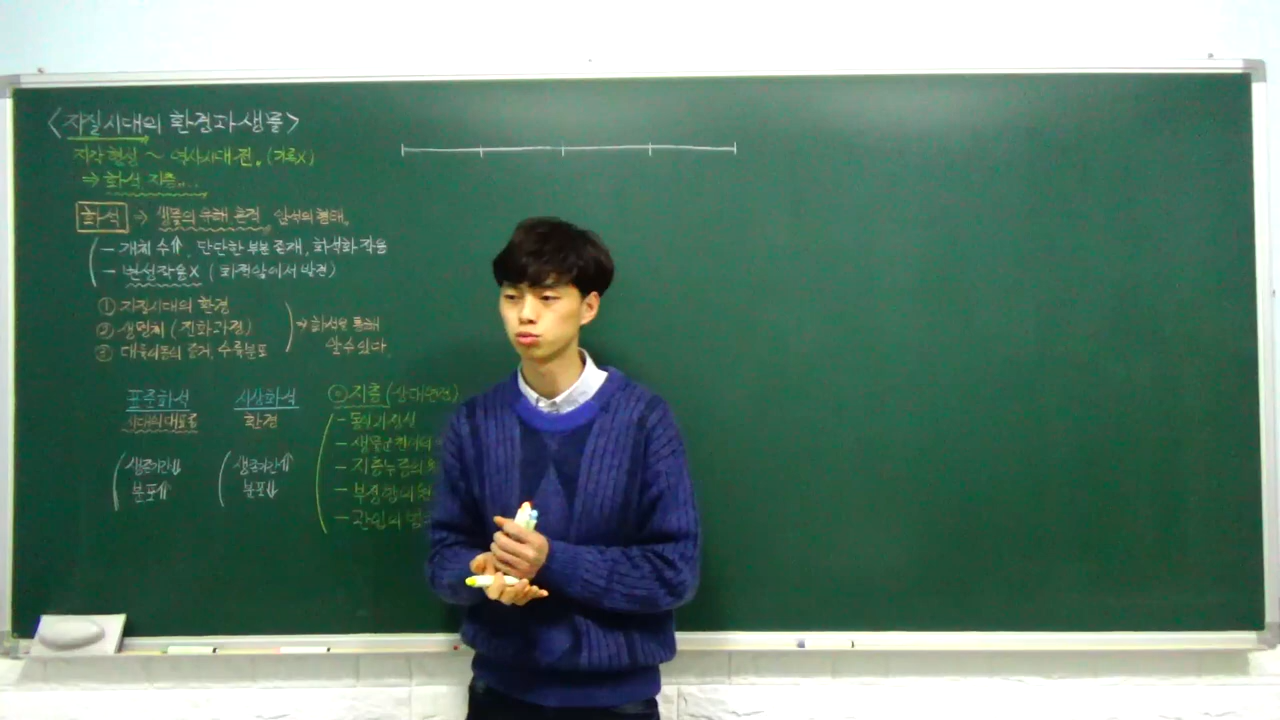 <지질시대의 환경과 생물>
지각 형성 ~ 역사시대 전. (기록X)
⇒ 화석, 지층...
화석 → 생물의 유해 흔적, 암석의 형태.
- 개체 수⇑, 단단한 부분 존재, 화석화 작용
- 변성작용X (퇴적암에서 발견)
① 지질시대의 환경
② 생명체 (진화과정)
③ 대륙이동의 증거, 수륙분포
⇒ 화석을 통해
알 수 있다.
표준화석
시대의 대표물
생존기간⇓
분포⇑
시상화석
환경
생존기간⇑
분포⇓
지층 (상대연령)
- 동일과정설
- 생물군천이의
- 지층누중의
- 부정합의 원
- 관입의 법